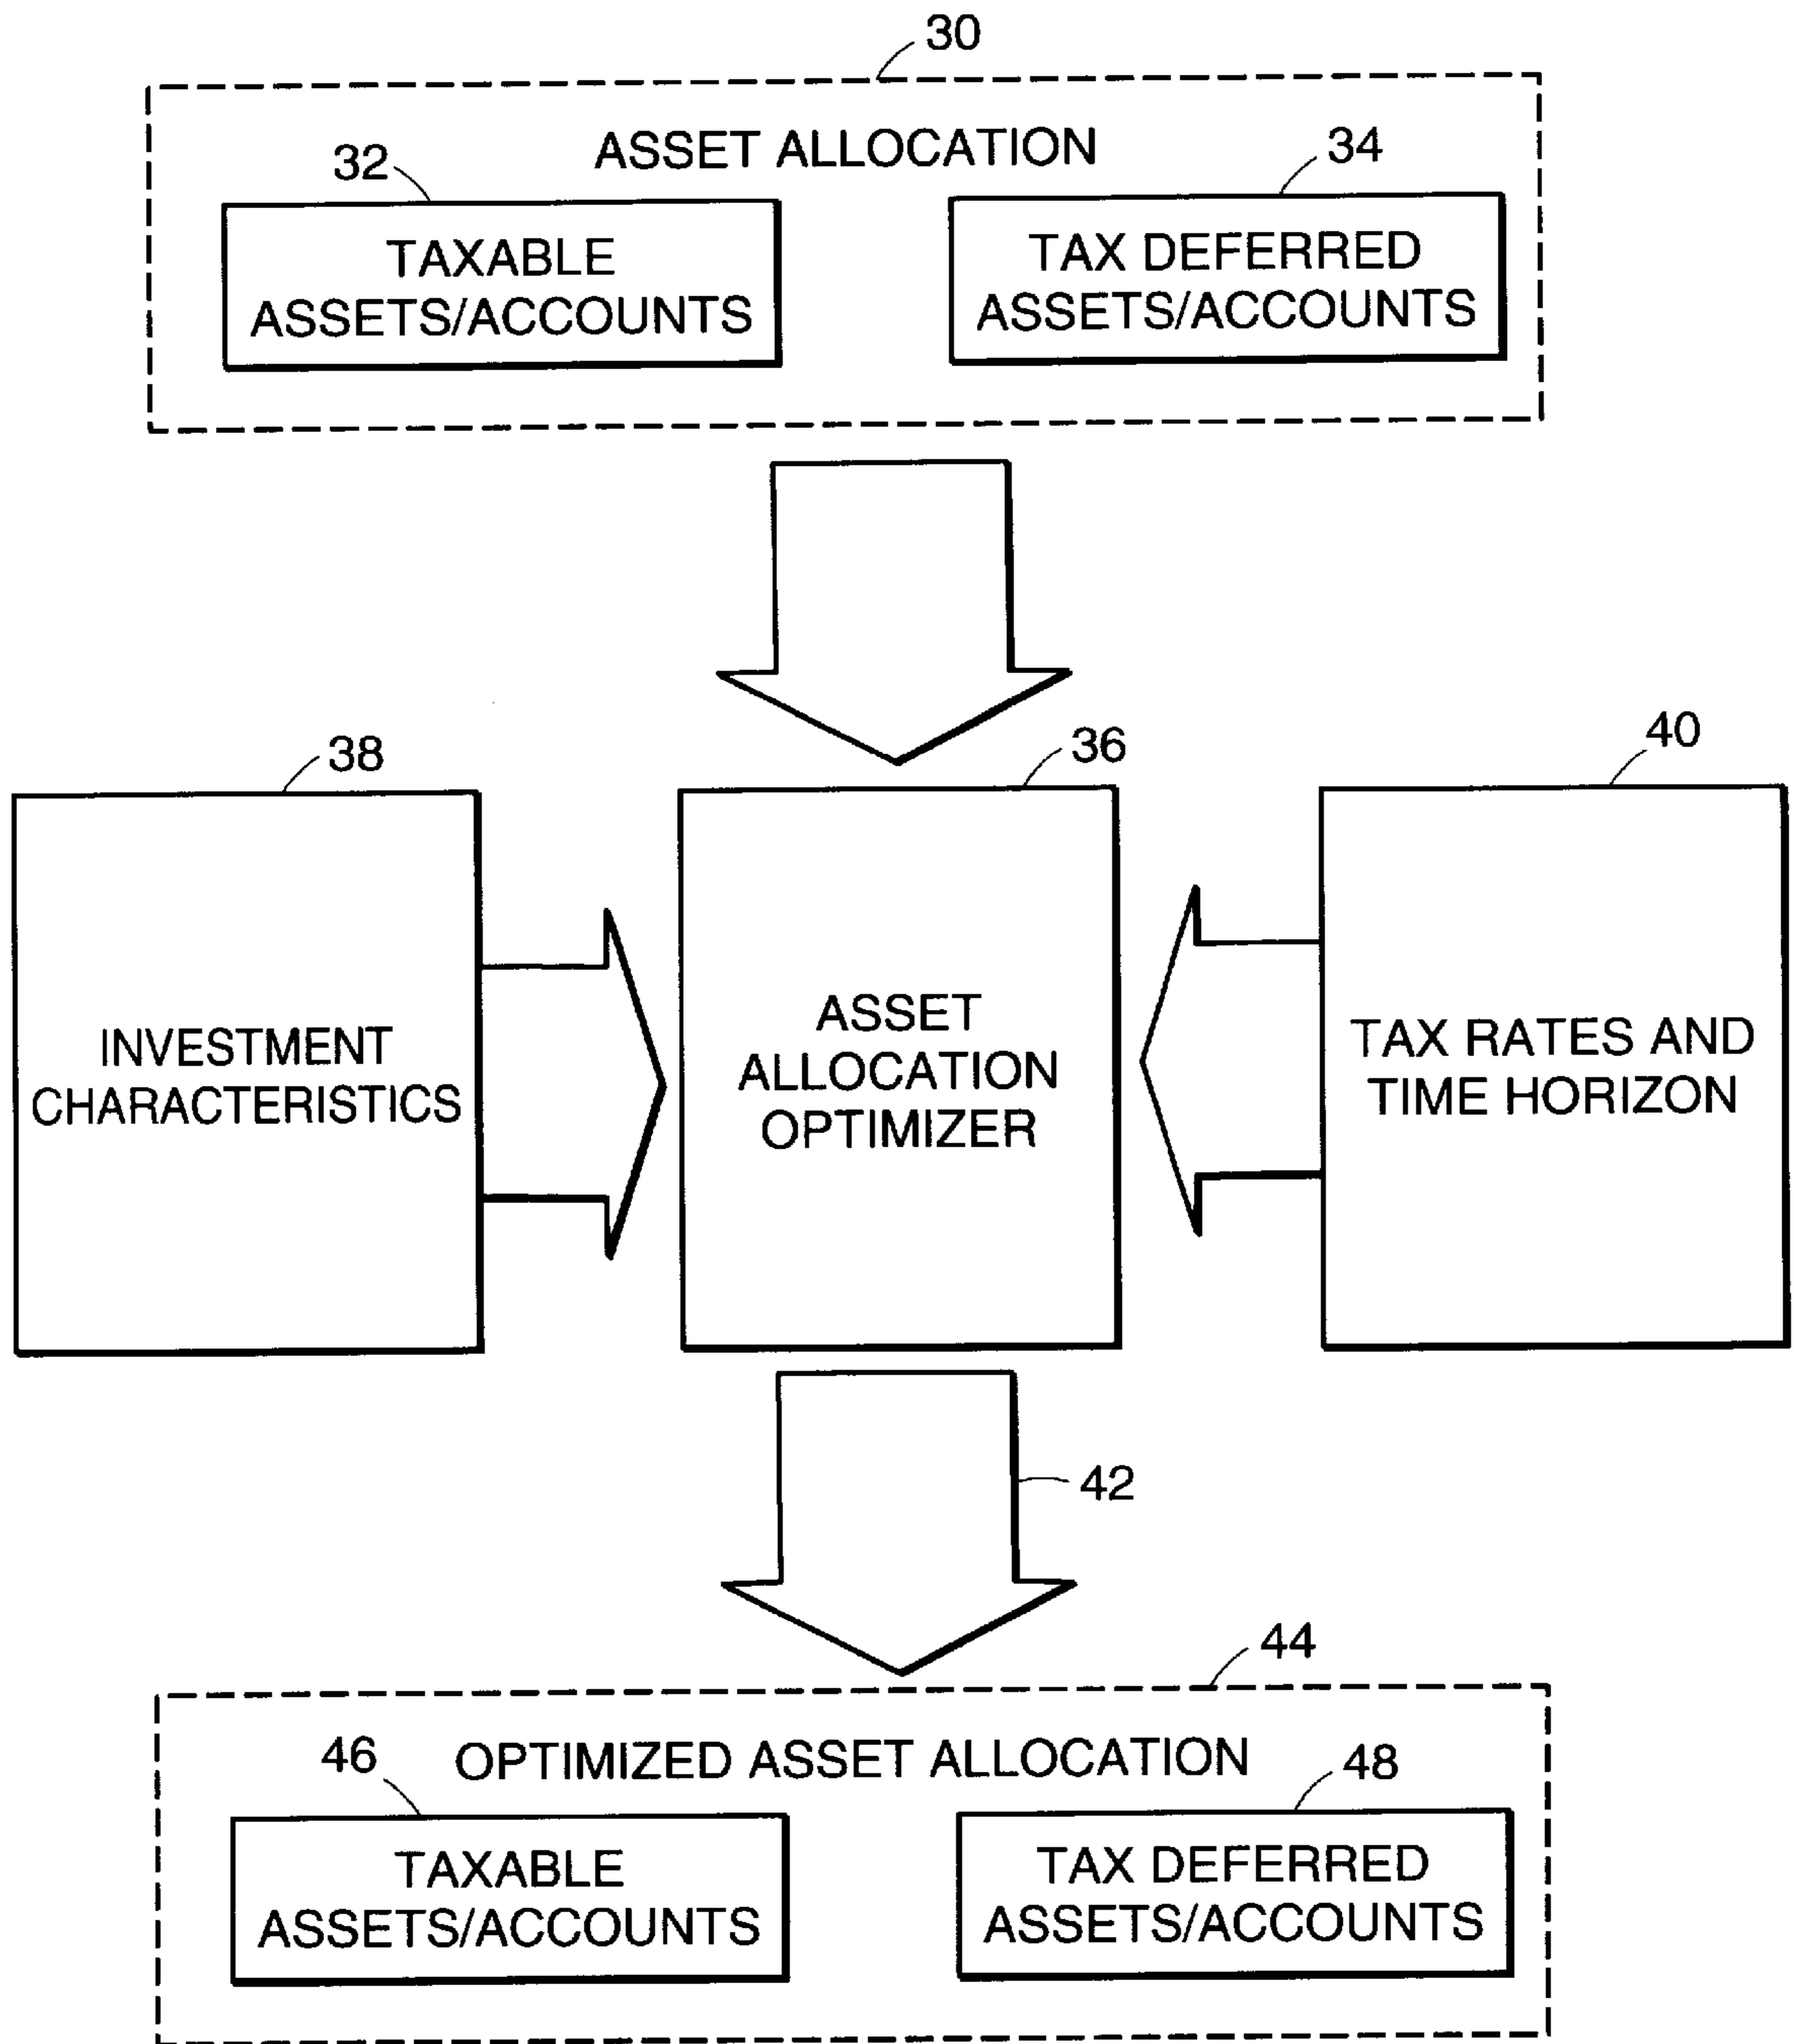 30
ASSET ALLOCATION
32
34
TAXABLE
ASSETS/ACCOUNTS
TAX DEFERRED
ASSETS/ACCOUNTS
38
36
40
INVESTMENT
CHARACTERISTICS
ASSET
ALLOCATION
OPTIMIZER
TAX RATES AND
TIME HORIZON
42
44
OPTIMIZED ASSET ALLOCATION
46
48
TAXABLE
ASSETS/ACCOUNTS
TAX DEFERRED
ASSETS/ACCOUNTS